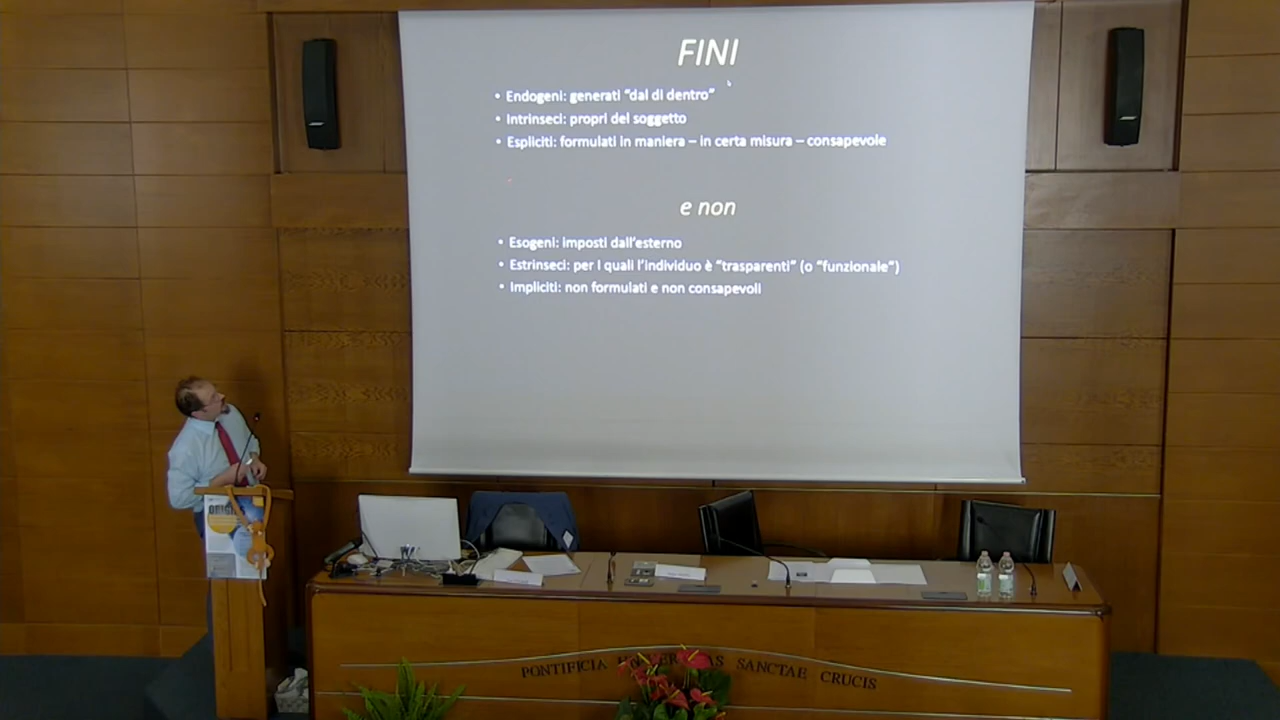 FINI
• Endogeni: generati "dal di dentro"
• Intrinseci: propri del soggetto
• Espliciti: formulati in maniera – in certa misura – consapevole
e non
• Esogeni: imposti dall'esterno
• Estrinseci: per I quali l'individuo è "trasparenti" (o "funzionale")
• Impliciti: non formulati e non consapevoli
PONTIFICIA SANCTAE CRUCIS